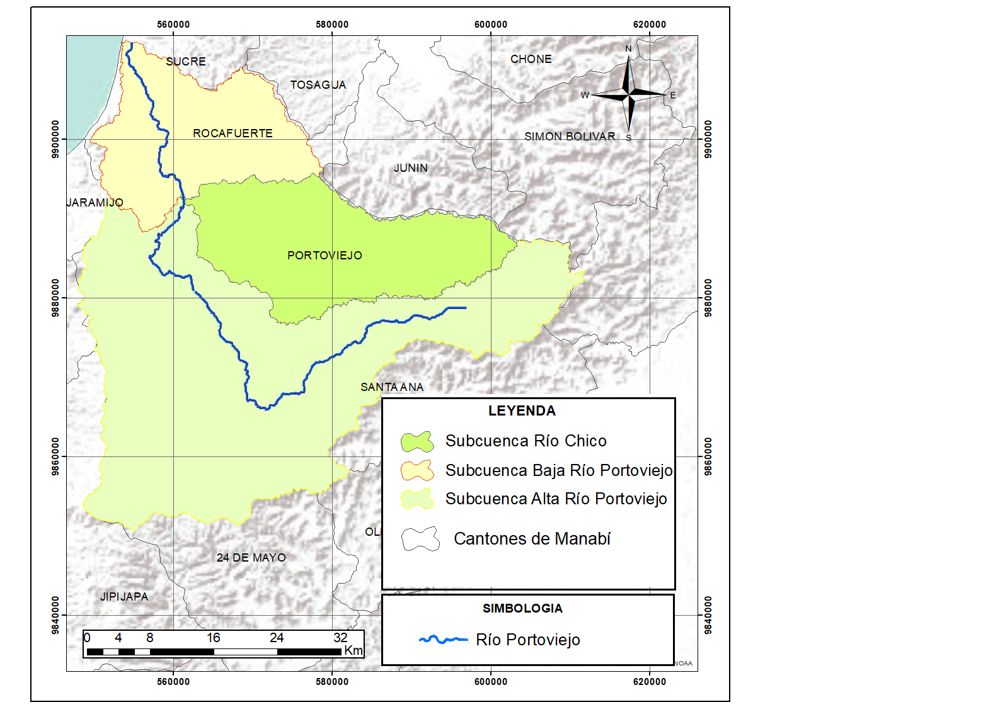 560000 580000 600000 620000
SUCRE
CHONE
N
TOSAGUA
W E
ROCAFUERTE
SIMON BOLIVAR S
9900000 9900000
JUNIN
JARAMIJO
PORTOVIEJO
9880000 9880000
SANTA ANA
LEYENDA
Subcuenca Río Chico
Subcuenca Baja Río Portoviejo
Subcuenca Alta Río Portoviejo
Cantones de Manabí
9860000 9860000
24 DE MAYO
JIPIJAPA
SIMBOLOGIA
Río Portoviejo
9840000 9840000
0 4 8 16 24 32
Km
NOAA
560000 580000 600000 620000